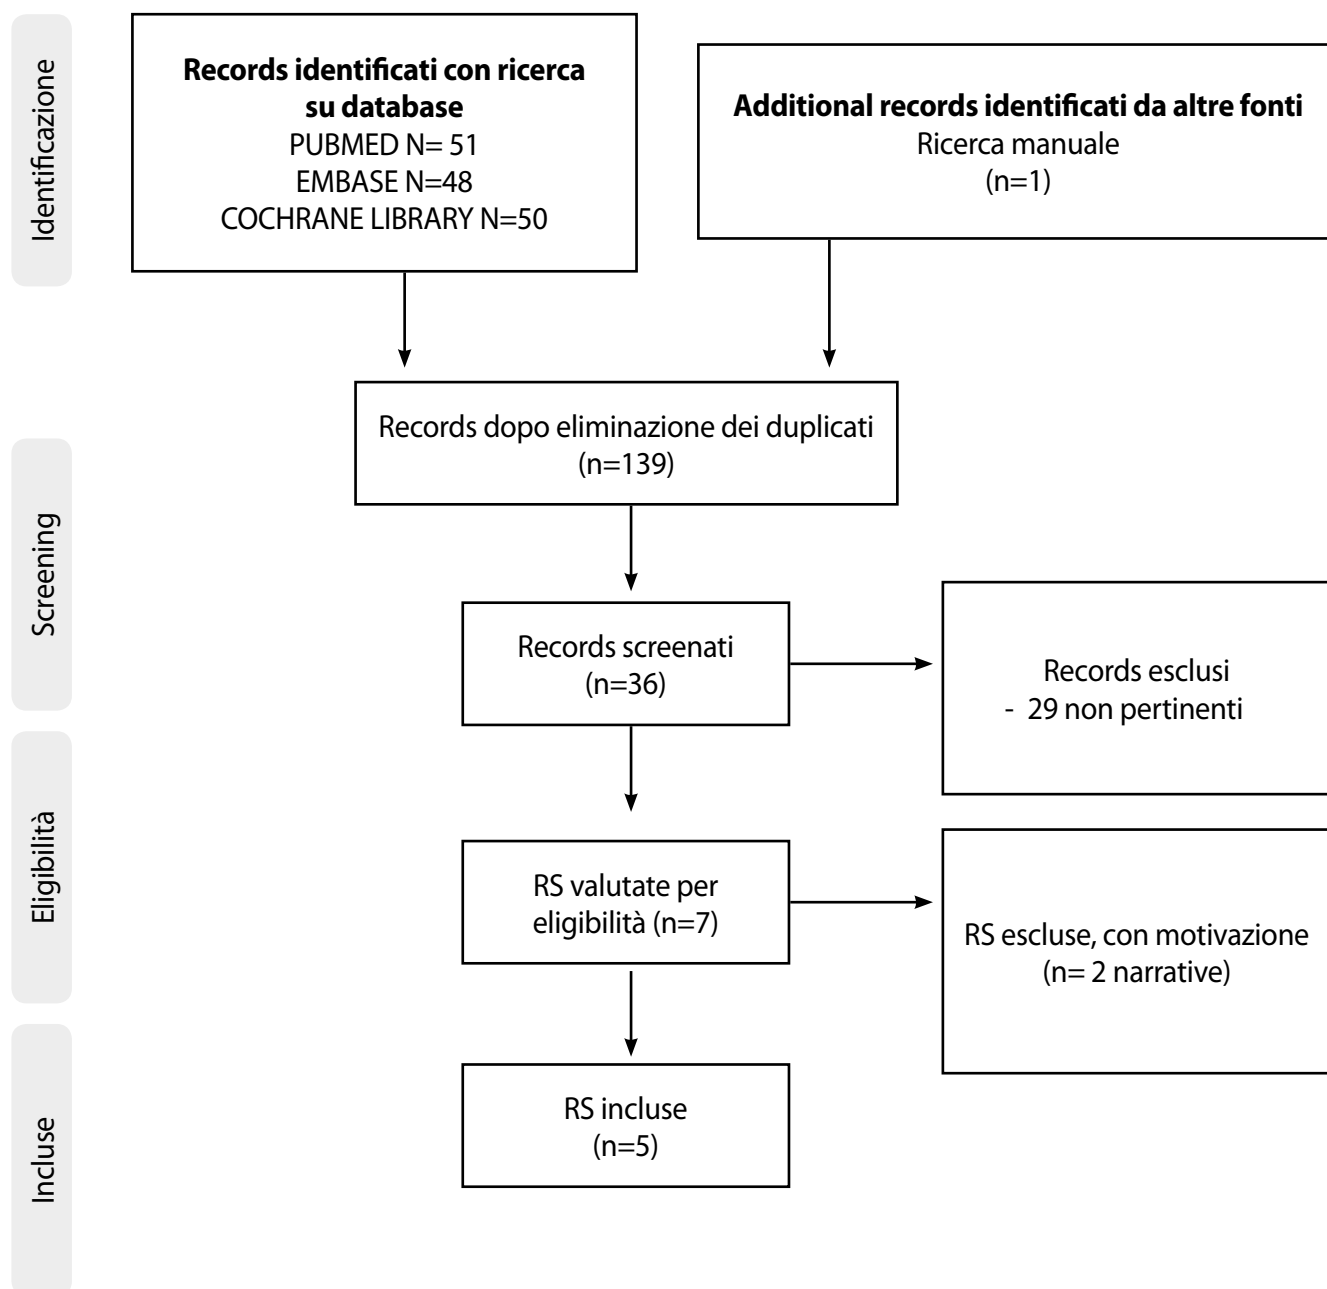 Identificazione
Records identificati con ricerca
su database
PUBMED N= 51
EMBASE N=48
COCHRANE LIBRARY N=50
Additional records identificati da altre fonti
Ricerca manuale
(n=1)
Records dopo eliminazione dei duplicati
(n=139)
Screening
Records screenati
(n=36)
Records esclusi
- 29 non pertinenti
Eligibilità
RS valutate per
eligibilità (n=7)
RS escluse, con motivazione
(n= 2 narrative)
Incluse
RS incluse
(n=5)